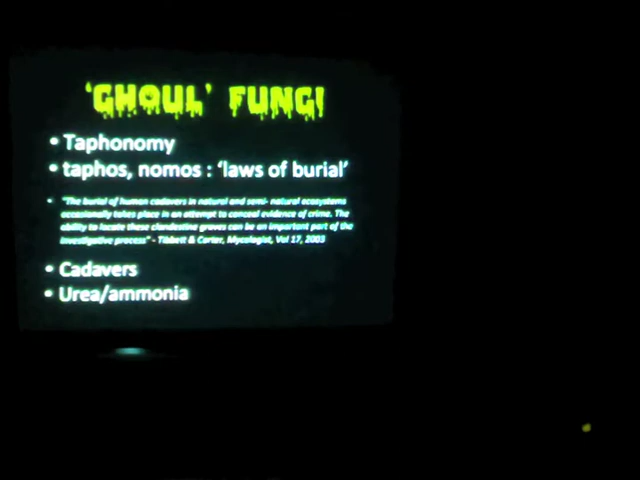 'GHOUL' FUNGI
• Taphonomy
• taphos, nomos : 'laws of burial'
• "The burial of human cadavers in natural and semi- natural ecosystems
occasionally takes place in an attempt to conceal evidence of crime. The
ability to locate these clandestine graves can be an important part of the
investigative process" - Tibbett & Carter, Mycologist, Vol 17, 2003
• Cadavers
• Urea/ammonia